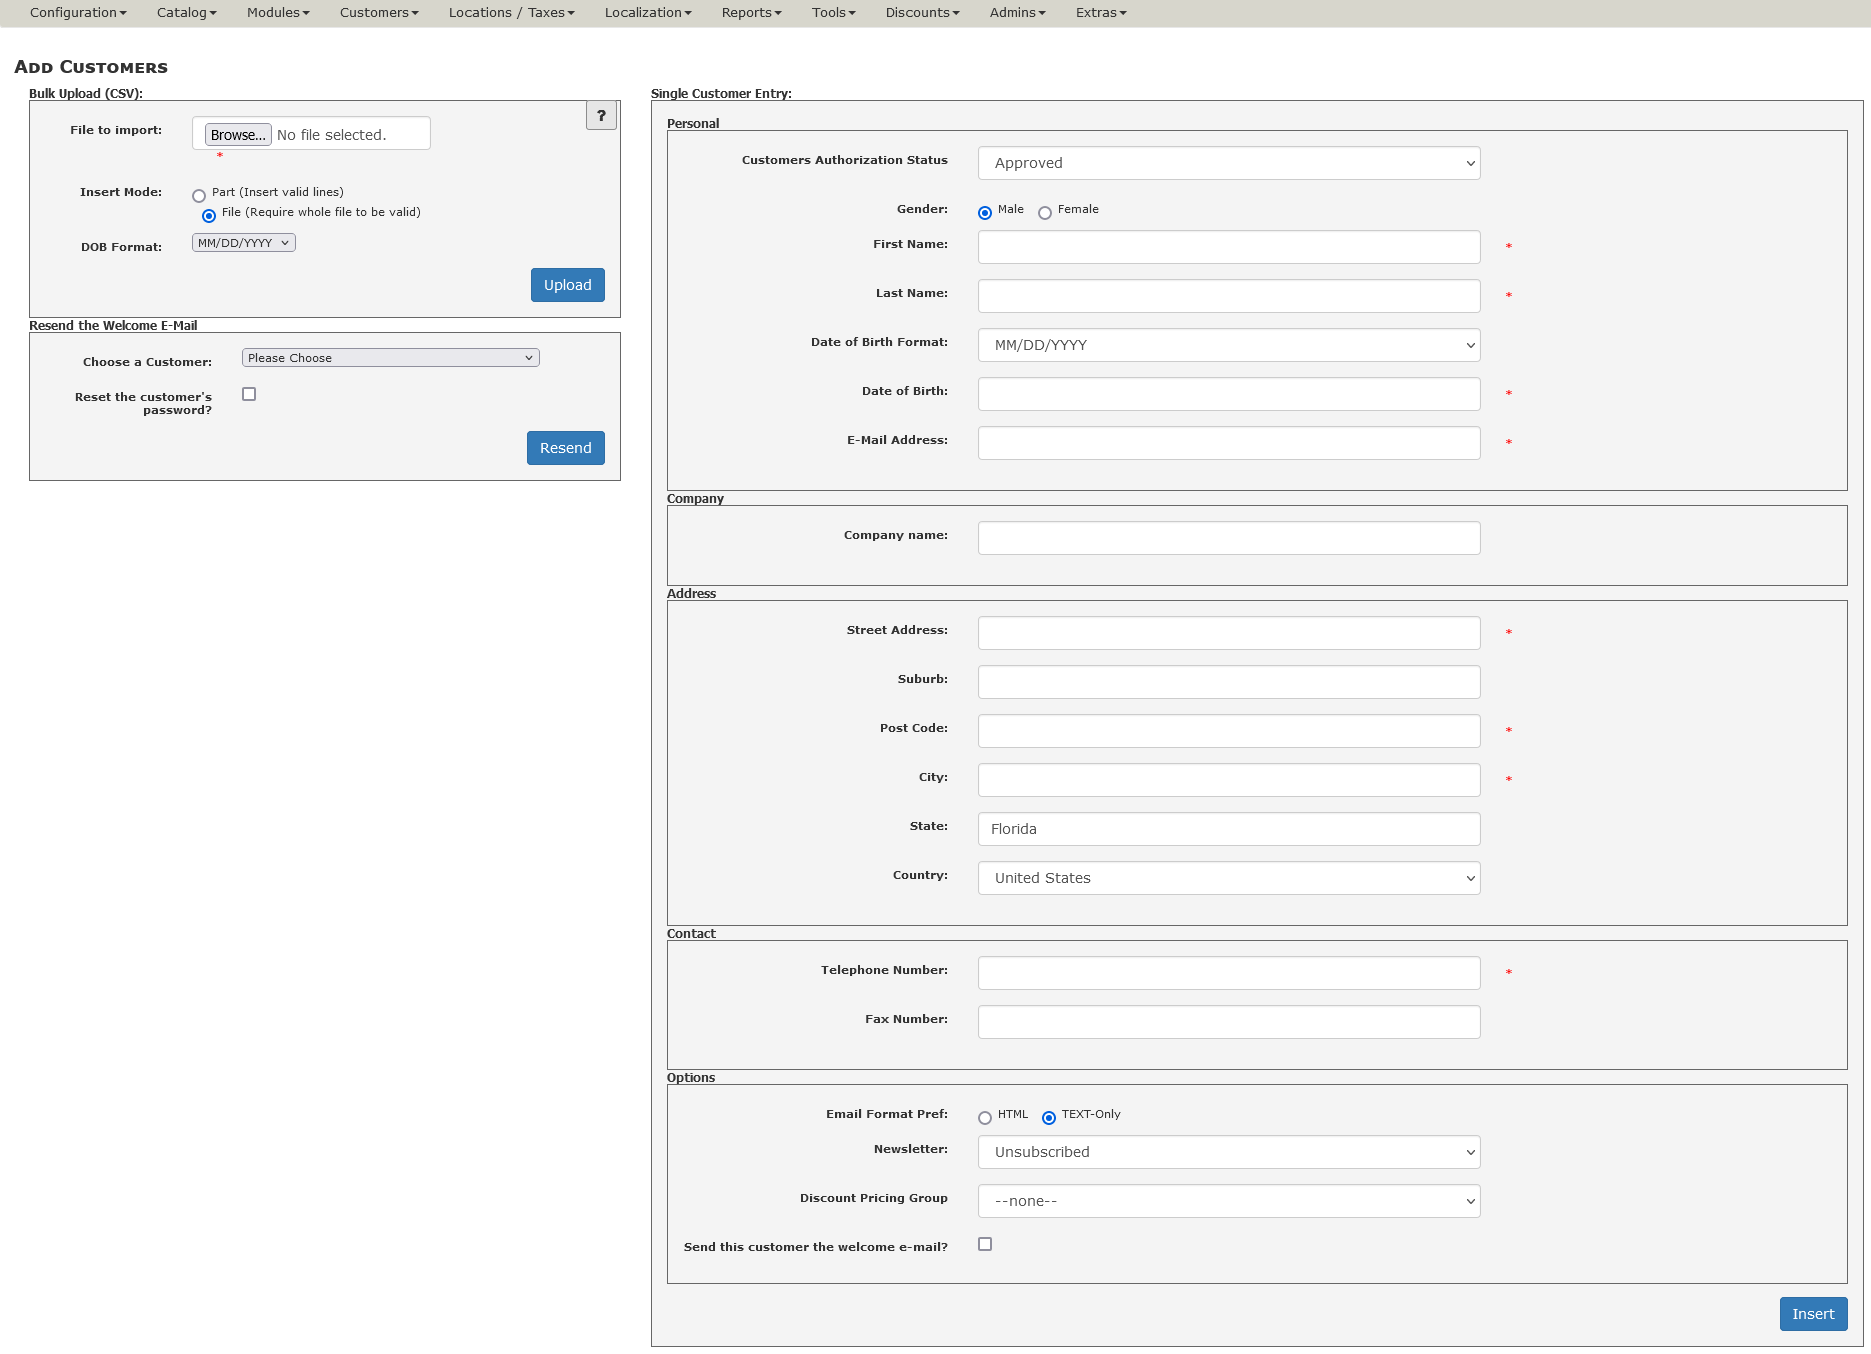 Configuration Catalog Modules Customers Locations / Taxes Localization Reports Tools Discounts Admins Extras
Add Customers
Bulk Upload (CSV):
?
File to import: Browse... No file selected.
*
Insert Mode: Part (Insert valid lines)
File (Require whole file to be valid)
DOB Format: MM/DD/YYYY
Upload
Resend the Welcome E-Mail
Choose a Customer: Please Choose
Reset the customer's
password?
Resend
Single Customer Entry:
Personal
Customers Authorization Status Approved
Gender: Male Female
First Name: *
Last Name: *
Date of Birth Format: MM/DD/YYYY
Date of Birth: *
E-Mail Address: *
Company
Company name:
Address
Street Address: *
Suburb:
Post Code: *
City: *
State: Florida
Country: United States
Contact
Telephone Number: *
Fax Number:
Options
Email Format Pref: HTML TEXT-Only
Newsletter: Unsubscribed
Discount Pricing Group --none--
Send this customer the welcome e-mail?
Insert